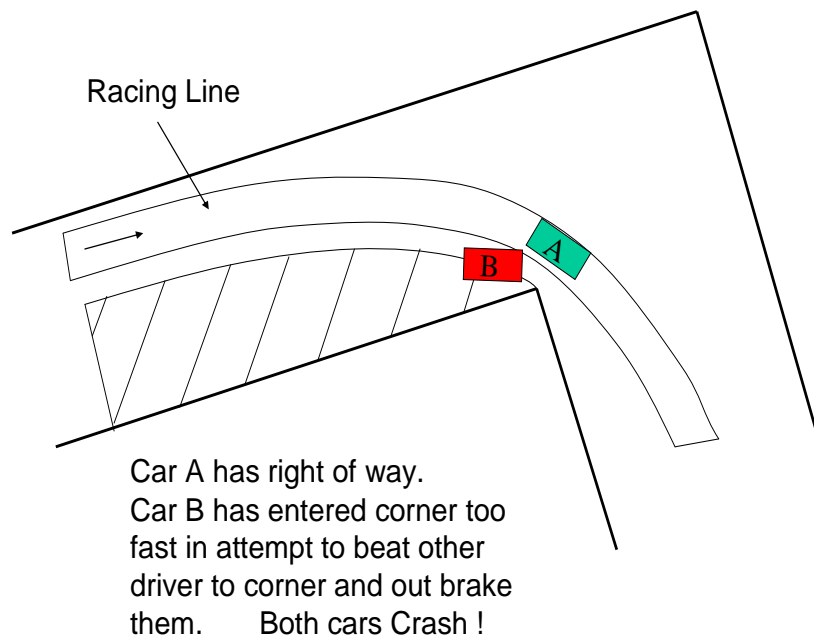 Racing Line
A
B
Car A has right of way.
Car B has entered corner too
fast in attempt to beat other
driver to corner and out brake
them. Both cars Crash !